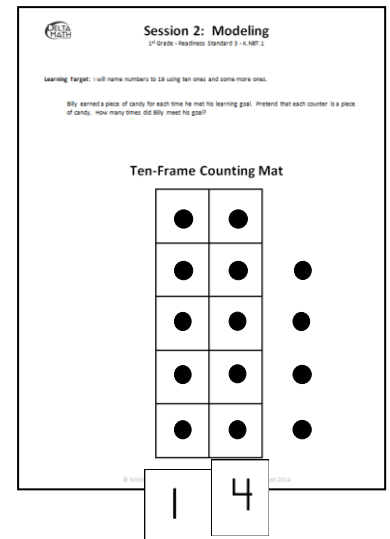 DELTA
MATH
Session 2: Modeling
1st Grade - Readiness Standard 3 - K.NBT.1
Learning Target: I will name numbers to 19 using ten ones and some more ones.
Billy earned a piece of candy for each time he met his learning goal. Pretend that each counter is a piece
of candy. How many times did Billy meet his goal?
Ten-Frame Counting Mat
2014
1 4